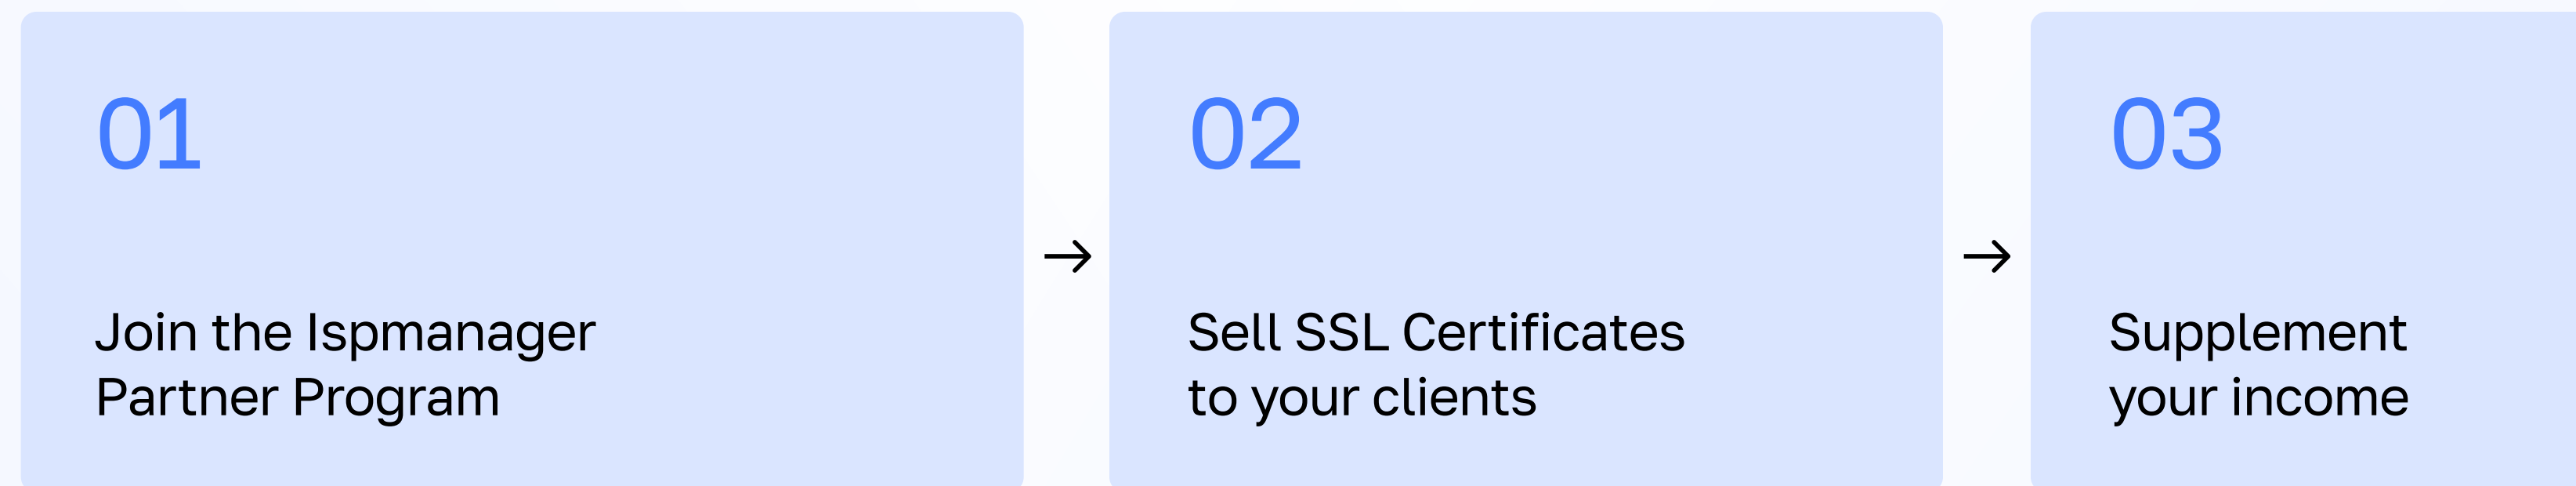 01
Join the Ispmanager
Partner Program
02
Sell SSL Certificates
to your clients
03
Supplement
your income